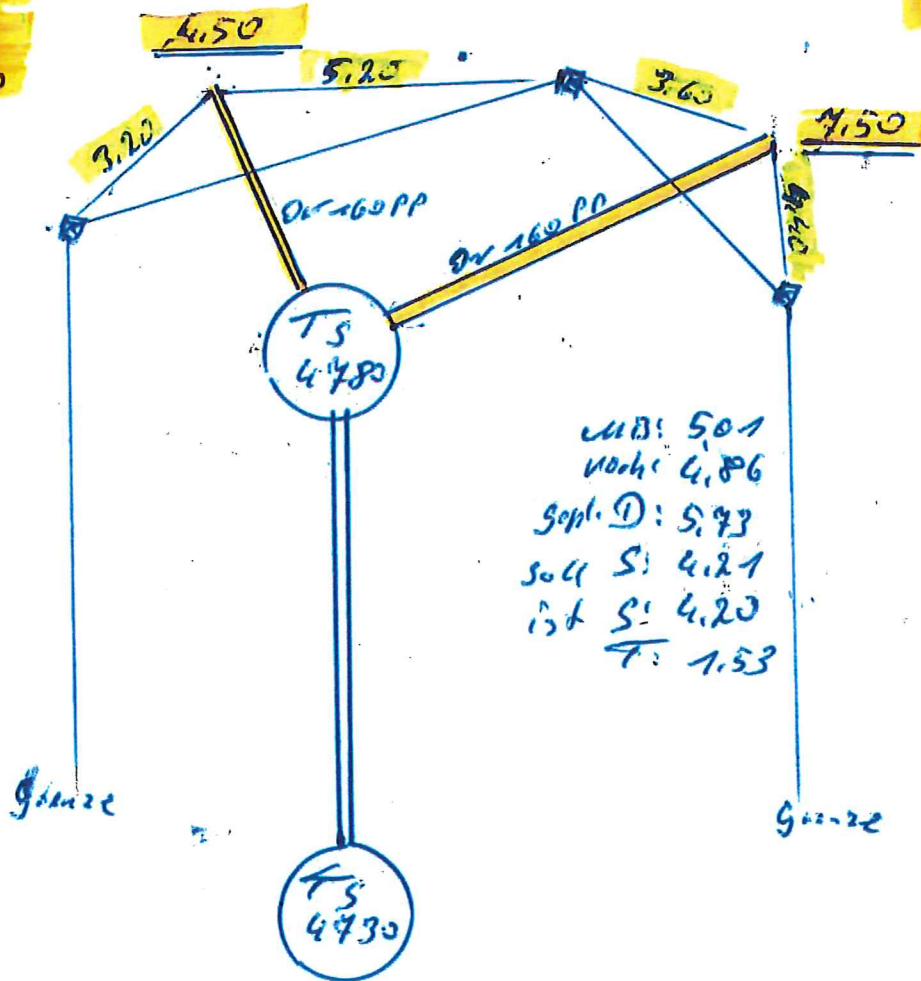 4.50
5.20
3.60
3.20
7.50
DN 160 PP
DN 160 PP
TS
4780
MB: 5,01
noch: 4,86
gepl. D: 5,73
soll S: 4.21
ist S: 4.20
T: 1.53
Grenze
Grenze
TS
4730